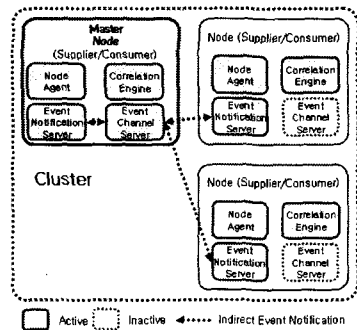 Master
Node
(Supplier/Consumer)
Node
Agent
Correlation
Engine
Event
Notification
Server
Event
Channel
Server
Node (Supplier/Consumer)
Node
Agent
Correlation
Engine
Event
Notification
Server
Event
Channel
Server
Cluster
Node (Supplier/Consumer)
Node
Agent
Correlation
Engine
Event
Notification
Server
Event
Channel
Server
Active
Inactive
Indirect Event Notification